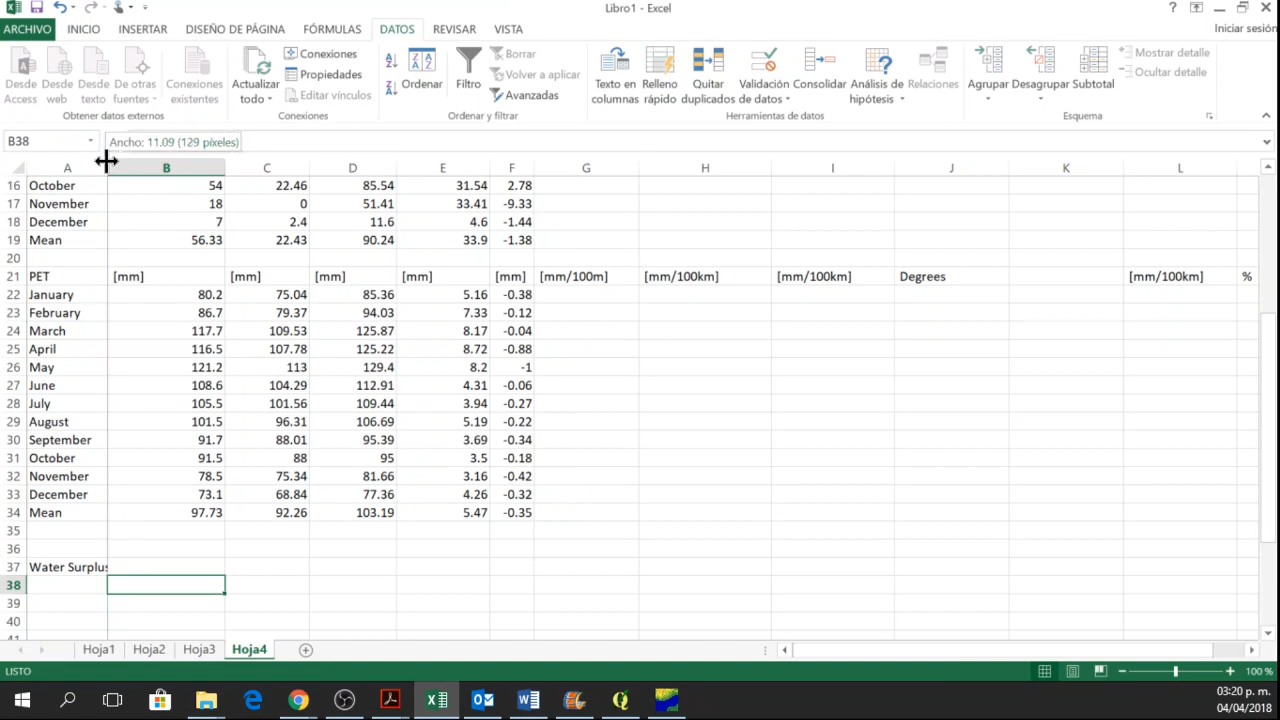 Libro1 - Excel
ARCHIVO INICIO INSERTAR DISEÑO DE PÁGINA FÓRMULAS DATOS REVISAR VISTA Iniciar sesión
Desde Access Desde web Desde texto De otras fuentes Conexiones existentes Actualizar todo Conexiones Propiedades Editar vínculos Ordenar Filtro Borrar Volver a aplicar Avanzadas Texto en columnas Relleno rápido Quitar duplicados Validación de datos Consolidar Análisis de hipótesis Relaciones Agrupar Desagrupar Subtotal Mostrar detalle Ocultar detalle
Obtener datos externos Conexiones Ordenar y filtrar Herramientas de datos Esquema
B38 Ancho: 11.09 (129 píxeles)
A B C D E F G H I J K L
16 October 54 22.46 85.54 31.54 2.78
17 November 18 0 51.41 33.41 -9.33
18 December 7 2.4 11.6 4.6 -1.44
19 Mean 56.33 22.43 90.24 33.9 -1.38
20
21 PET [mm] [mm] [mm] [mm] [mm] [mm/100m] [mm/100km] [mm/100km] Degrees [mm/100km] %
22 January 80.2 75.04 85.36 5.16 -0.38
23 February 86.7 79.37 94.03 7.33 -0.12
24 March 117.7 109.53 125.87 8.17 -0.04
25 April 116.5 107.78 125.22 8.72 -0.88
26 May 121.2 113 129.4 8.2 -1
27 June 108.6 104.29 112.91 4.31 -0.06
28 July 105.5 101.56 109.44 3.94 -0.27
29 August 101.5 96.31 106.69 5.19 -0.22
30 September 91.7 88.01 95.39 3.69 -0.34
31 October 91.5 88 95 3.5 -0.18
32 November 78.5 75.34 81.66 3.16 -0.42
33 December 73.1 68.84 77.36 4.26 -0.32
34 Mean 97.73 92.26 103.19 5.47 -0.35
35
36
37 Water Surplus
38
39
40
41
Hoja1 Hoja2 Hoja3 Hoja4
LISTO 100 %
03:20 p. m.
04/04/2018